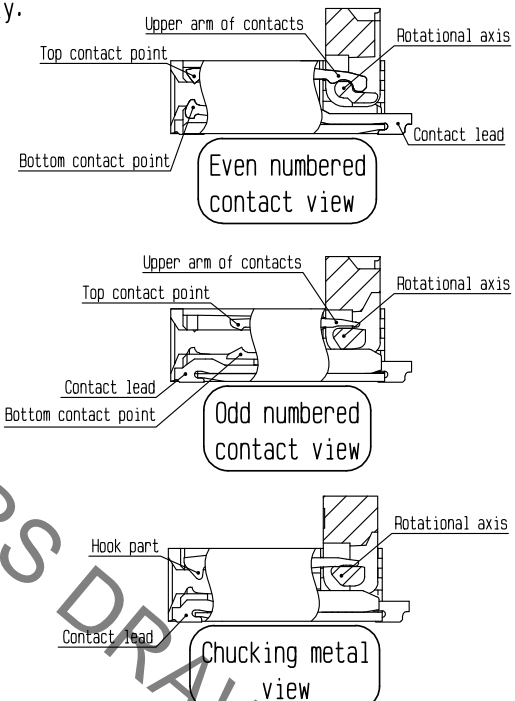 y.
Upper arm of contacts
Rotational axis
Top contact point
Contact lead
Bottom contact point
Even numbered
contact view
Upper arm of contacts
Rotational axis
Top contact point
Contact lead
Bottom contact point
Odd numbered
contact view
Rotational axis
Hook part
Contact lead
Chucking metal
view
RS DRA